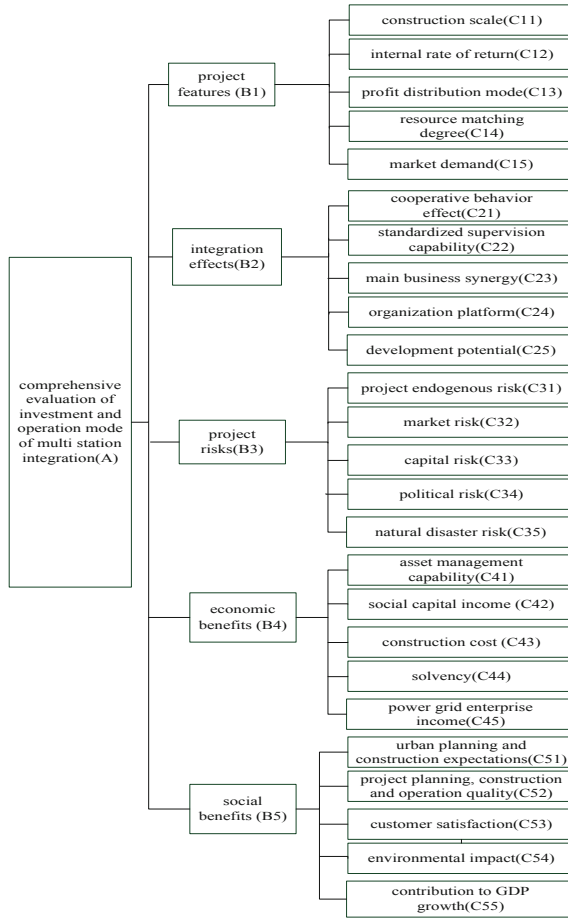 comprehensive
evaluation of
investment and
operation mode
of multi station
integration(A)
project
features (B1)
construction scale(C11)
internal rate of return(C12)
profit distribution mode(C13)
resource matching
degree(C14)
market demand(C15)
integration
effects(B2)
cooperative behavior
effect(C21)
standardized supervision
capability(C22)
main business synergy(C23)
organization platform(C24)
development potential(C25)
project
risks(B3)
project endogenous risk(C31)
market risk(C32)
capital risk(C33)
political risk(C34)
natural disaster risk(C35)
economic
benefits (B4)
asset management
capability(C41)
social capital income (C42)
construction cost (C43)
solvency(C44)
power grid enterprise
income(C45)
social
benefits (B5)
urban planning and
construction expectations(C51)
project planning, construction
and operation quality(C52)
customer satisfaction(C53)
environmental impact(C54)
contribution to GDP
growth(C55)